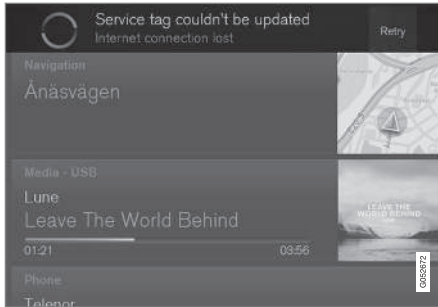 Service tag couldn't be updated
Internet connection lost
Retry
Navigation
Ånäsvägen
Media - USB
Lune
Leave The World Behind
01:21
03:56
LEAVE THE
WORLD BEHIND
Phone
Telenor
G052672